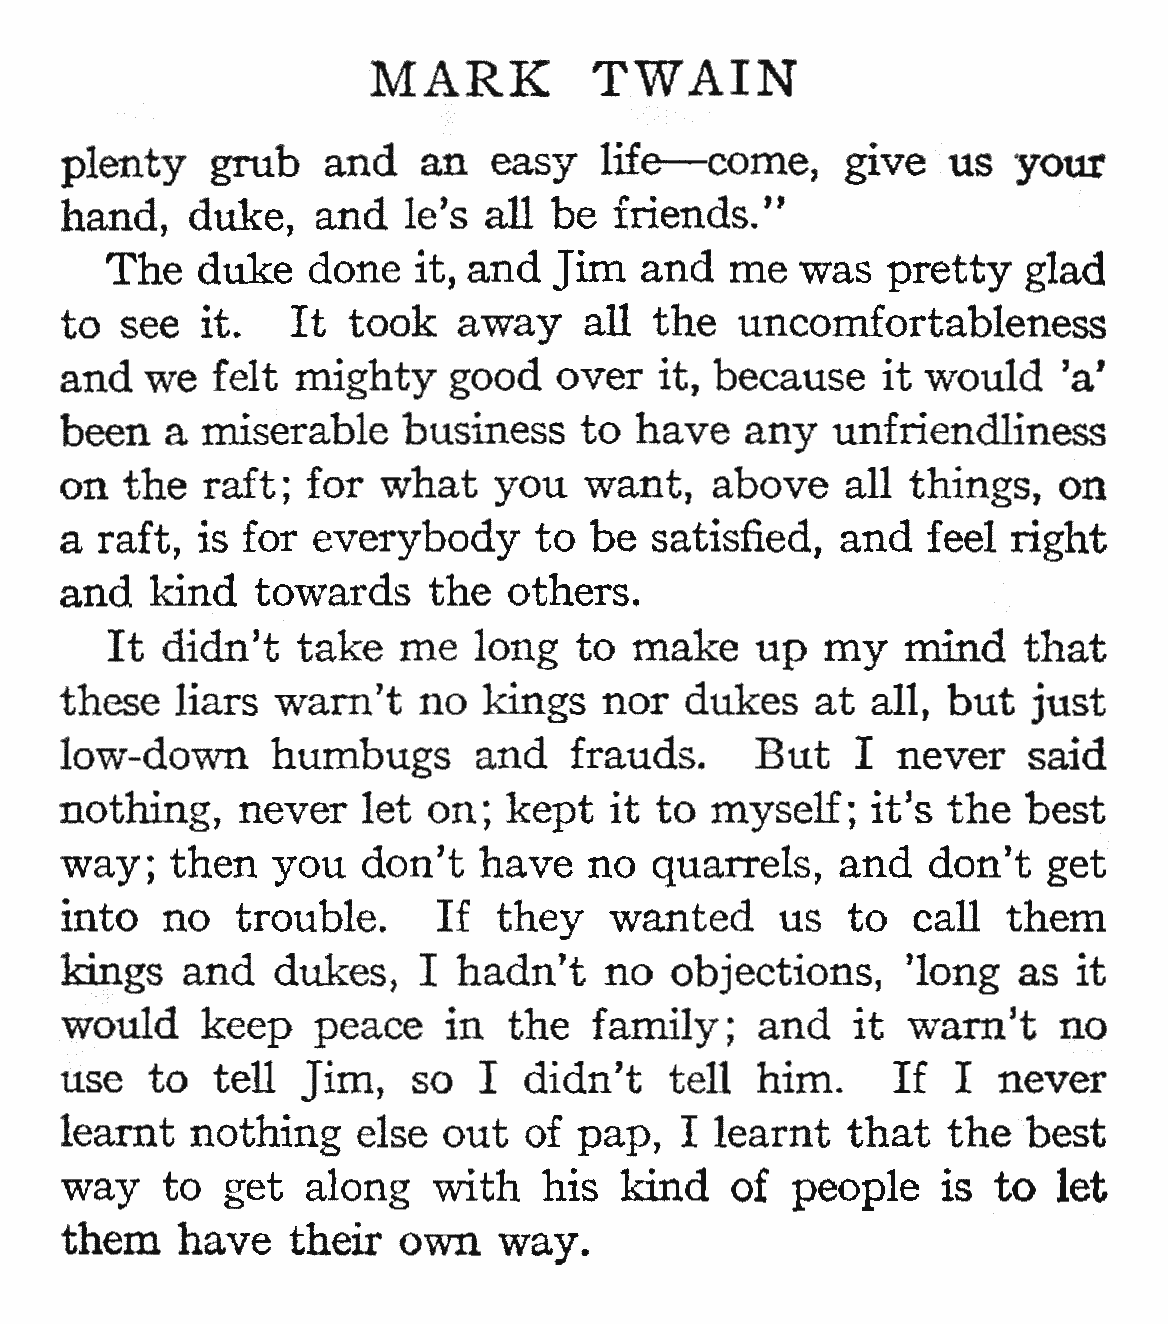 MARK TWAIN
plenty grub and an easy life—come, give us your
hand, duke, and le's all be friends."
The duke done it, and Jim and me was pretty glad
to see it. It took away all the uncomfortableness
and we felt mighty good over it, because it would 'a'
been a miserable business to have any unfriendliness
on the raft; for what you want, above all things, on
a raft, is for everybody to be satisfied, and feel right
and kind towards the others.
It didn't take me long to make up my mind that
these liars warn't no kings nor dukes at all, but just
low-down humbugs and frauds. But I never said
nothing, never let on; kept it to myself; it's the best
way; then you don't have no quarrels, and don't get
into no trouble. If they wanted us to call them
kings and dukes, I hadn't no objections, 'long as it
would keep peace in the family; and it warn't no
use to tell Jim, so I didn't tell him. If I never
learnt nothing else out of pap, I learnt that the best
way to get along with his kind of people is to let
them have their own way.